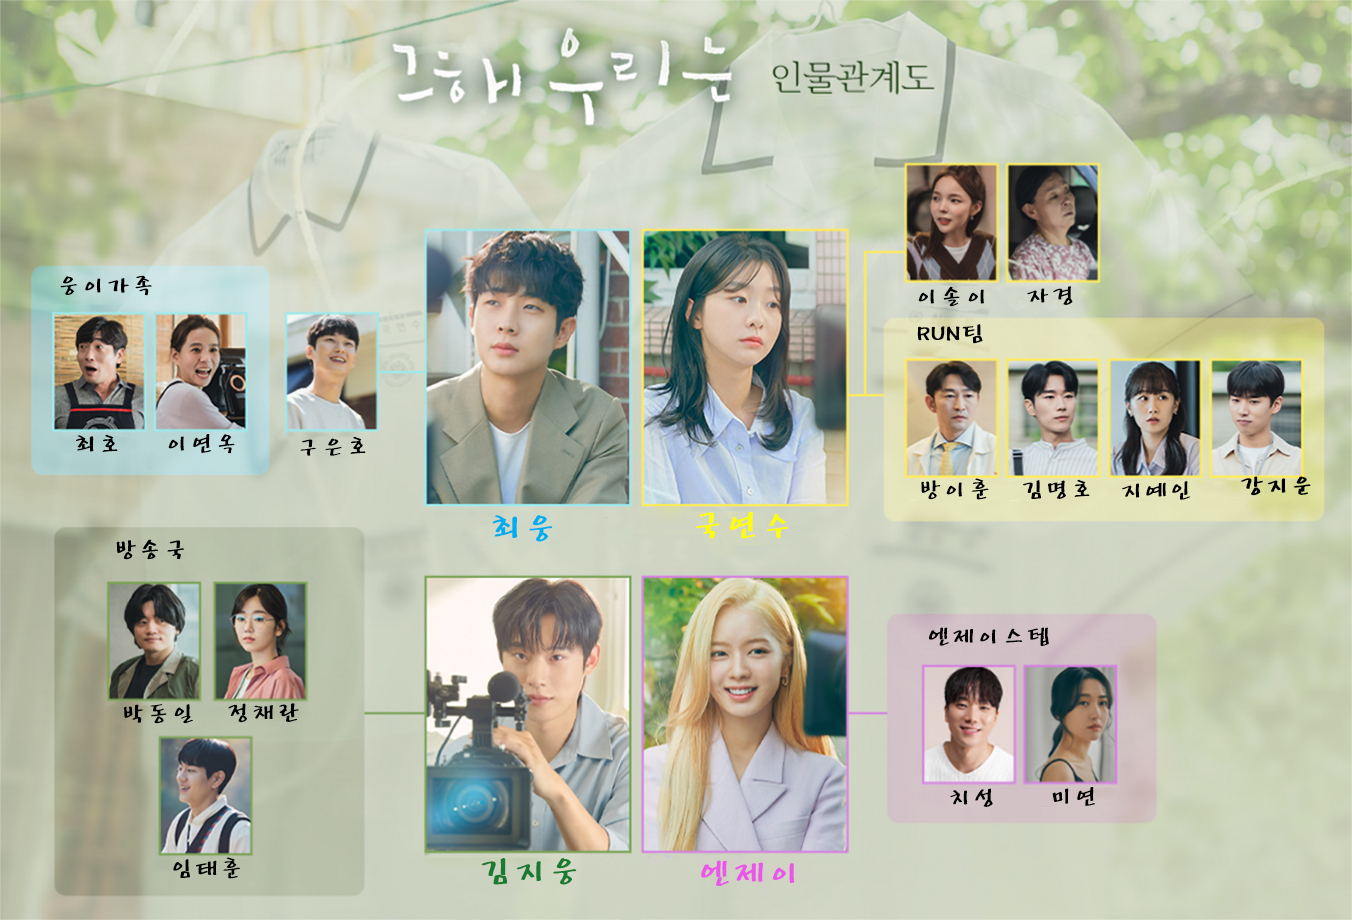 그해 우리는 인물관계도
이솔이 자경
웅이가족
최호 이연옥 구은호
RUN팀
방이훈 김명호 지예인 강지운
최웅 국연수
방송국
박동일 정채란
임태훈
엔제이스텝
치성 미연
김지웅 엔제이